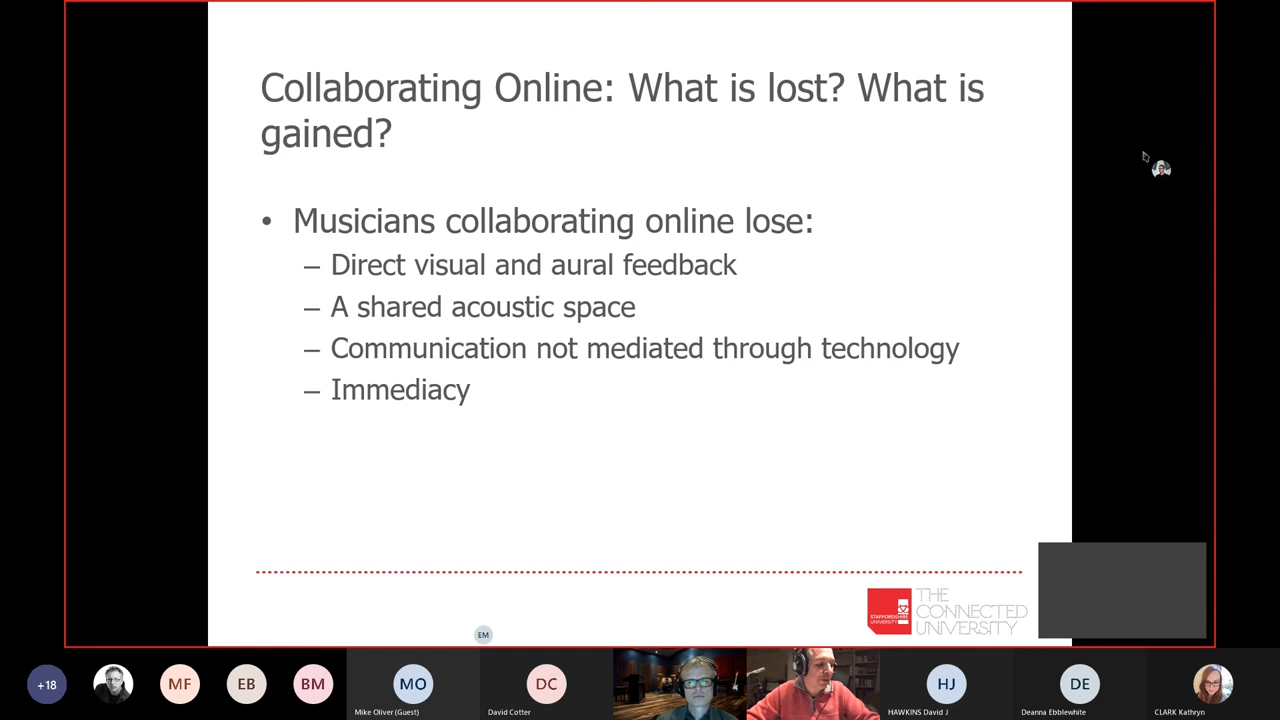 Collaborating Online: What is lost? What is
gained?
• Musicians collaborating online lose:
– Direct visual and aural feedback
– A shared acoustic space
– Communication not mediated through technology
– Immediacy
STAFFORDSHIRE
UNIVERSITY
THE
CONNECTED
UNIVERSITY
EM
+18
MF
EB
BM
MO
Mike Oliver (Guest)
DC
David Cotter
HJ
HAWKINS David J
DE
Deanna Ebblewhite
CLARK Kathryn